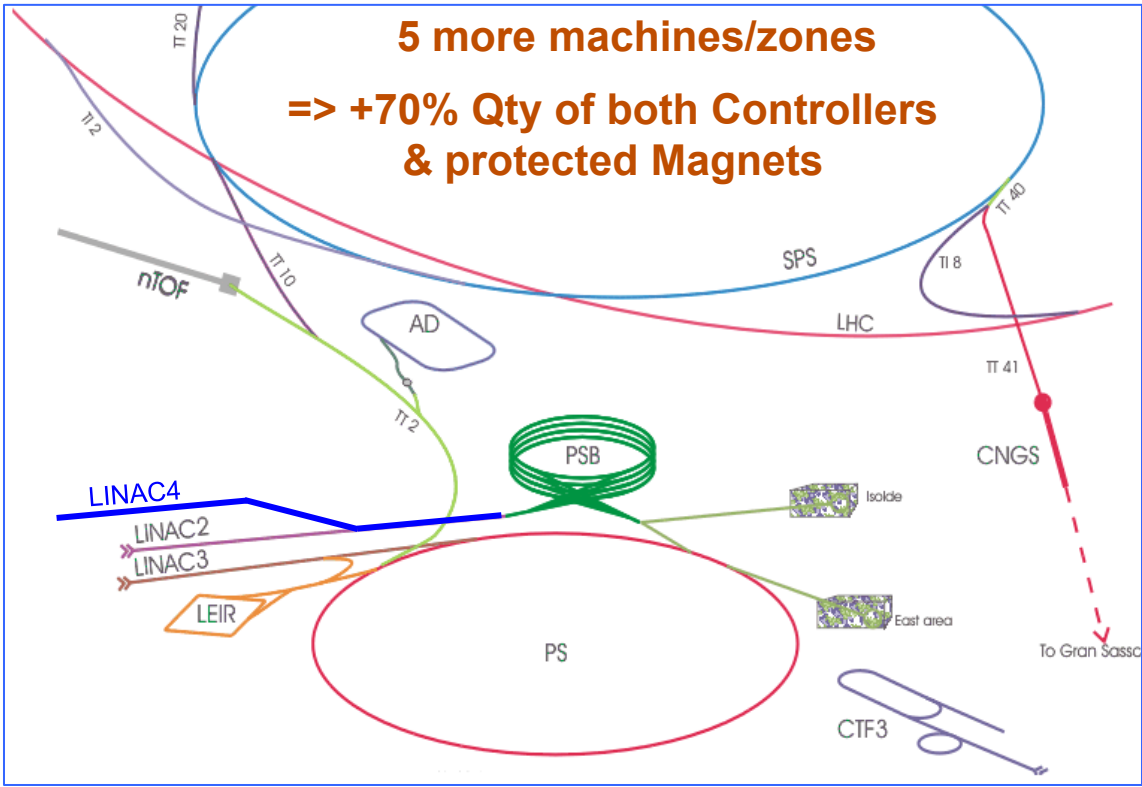 5 more machines/zones
=> +70% Qty of both Controllers
& protected Magnets
TT 20
TI 2
TT 40
SPS
TI 8
TT 10
nTOF
AD
LHC
TT 41
TT 2
PSB
CNGS
LINAC4
Isolde
LINAC2
LINAC3
LEIR
East area
PS
To Gran Sasso
CTF3